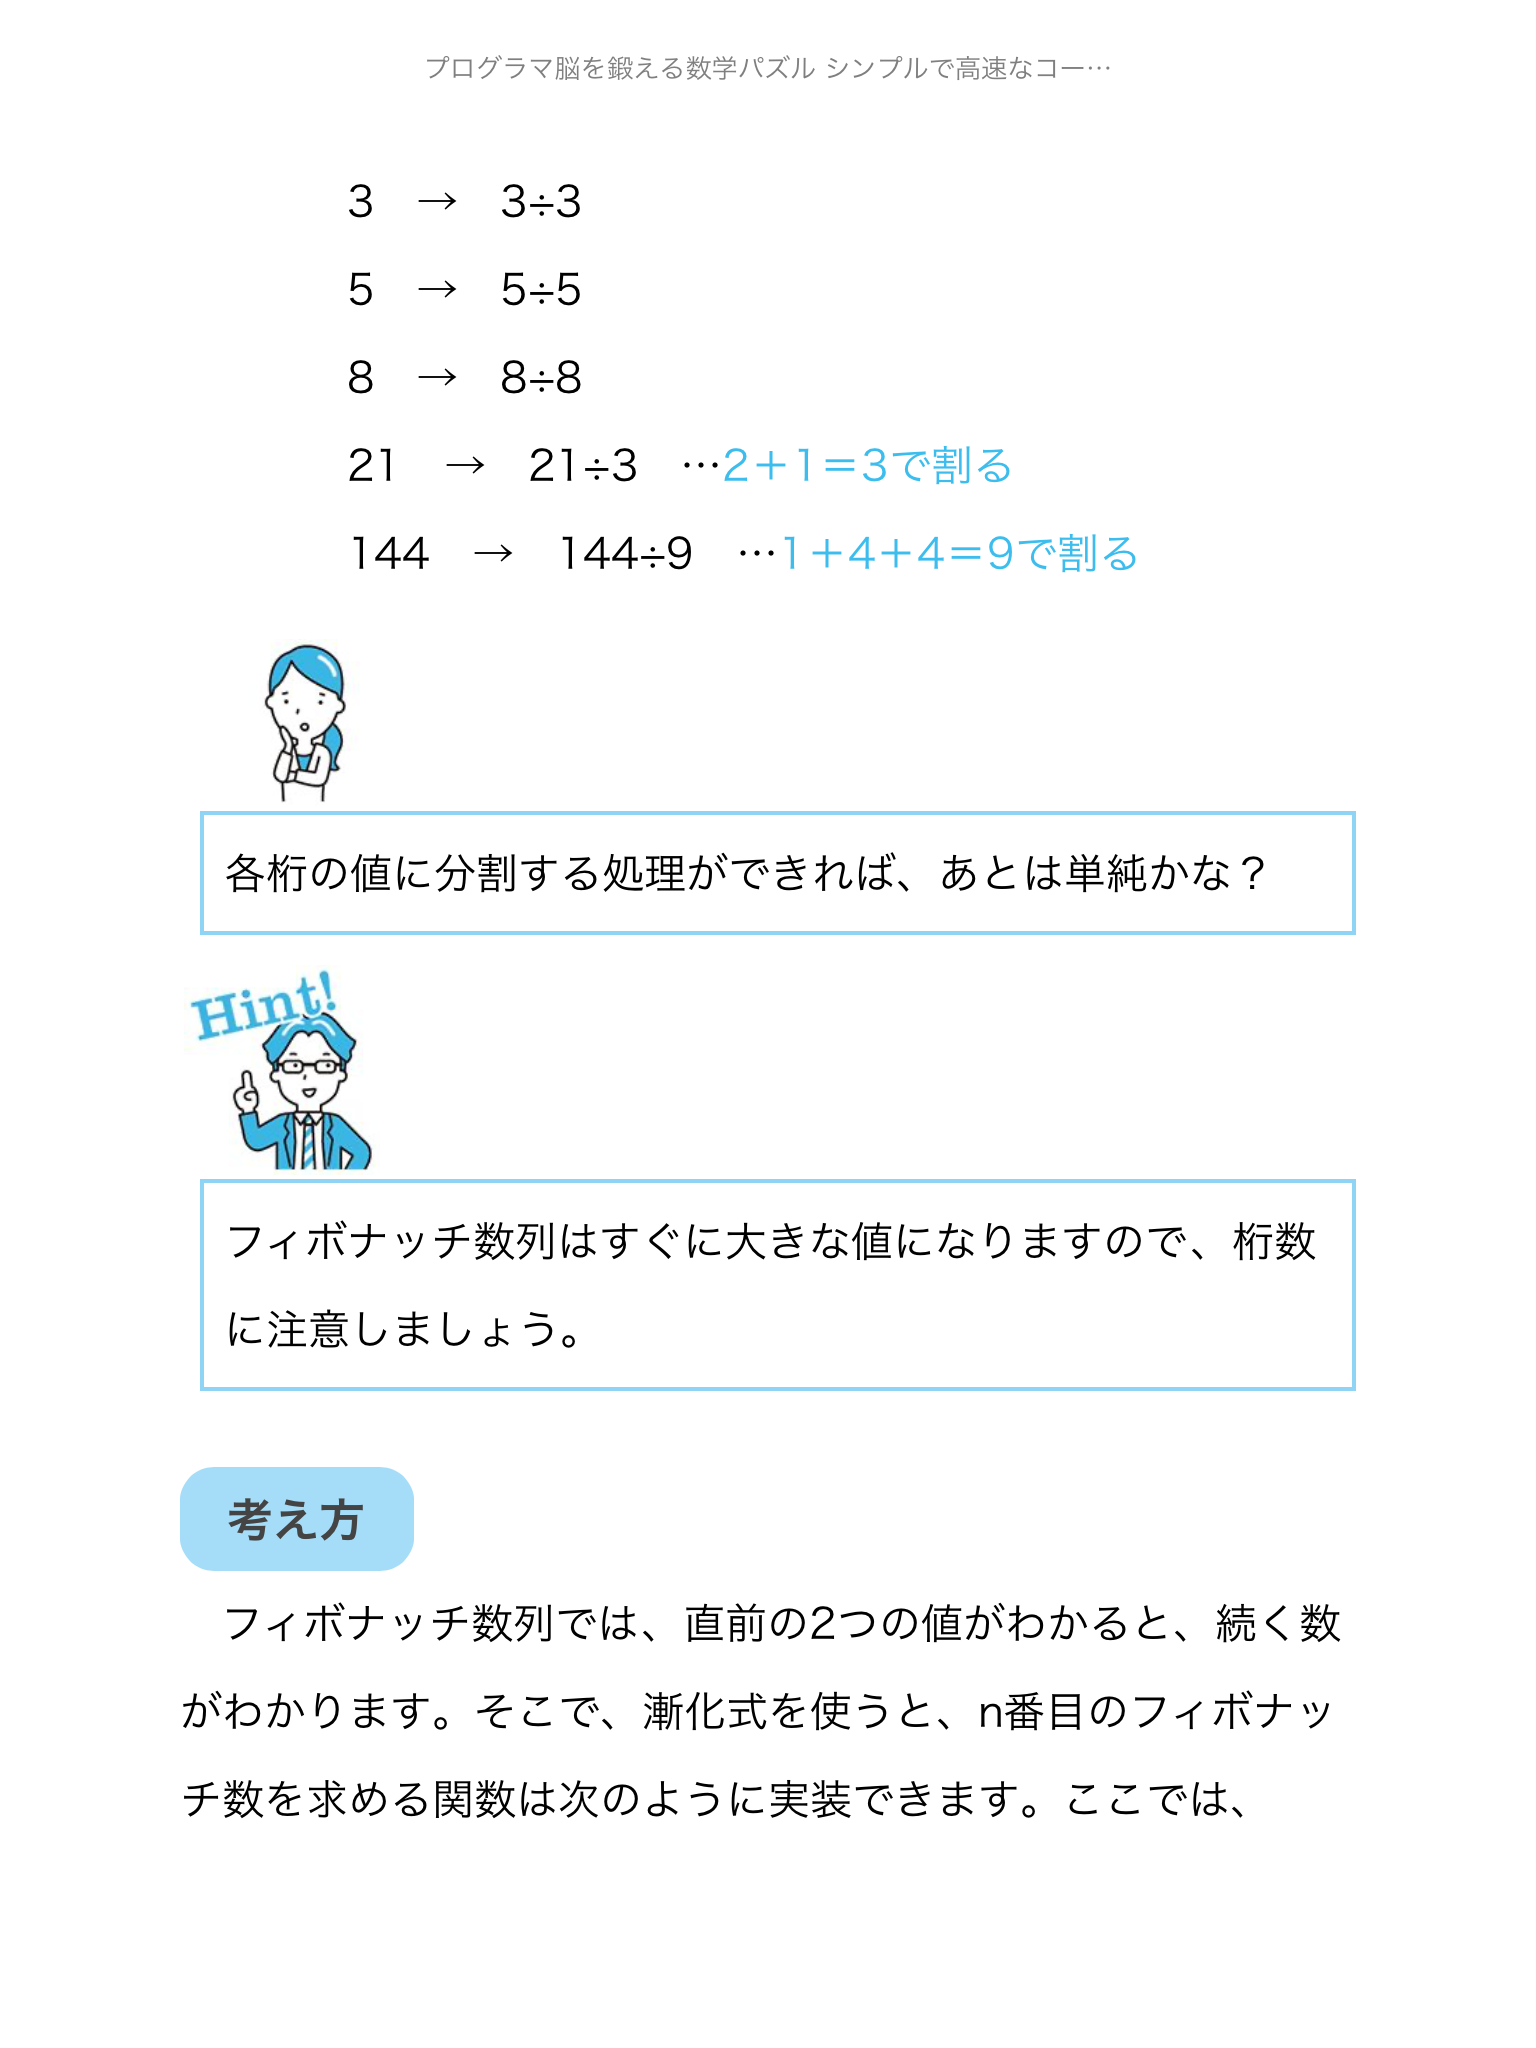 プログラマ脳を鍛える数学パズル シンプルで高速なコー…
3　→　3÷3
5　→　5÷5
8　→　8÷8
21　→　21÷3　…2＋1＝3で割る
144　→　144÷9　…1＋4＋4＝9で割る
各桁の値に分割する処理ができれば、あとは単純かな？
Hint!
フィボナッチ数列はすぐに大きな値になりますので、桁数
に注意しましょう。
考え方
フィボナッチ数列では、直前の2つの値がわかると、続く数
がわかります。そこで、漸化式を使うと、n番目のフィボナッ
チ数を求める関数は次のように実装できます。ここでは、